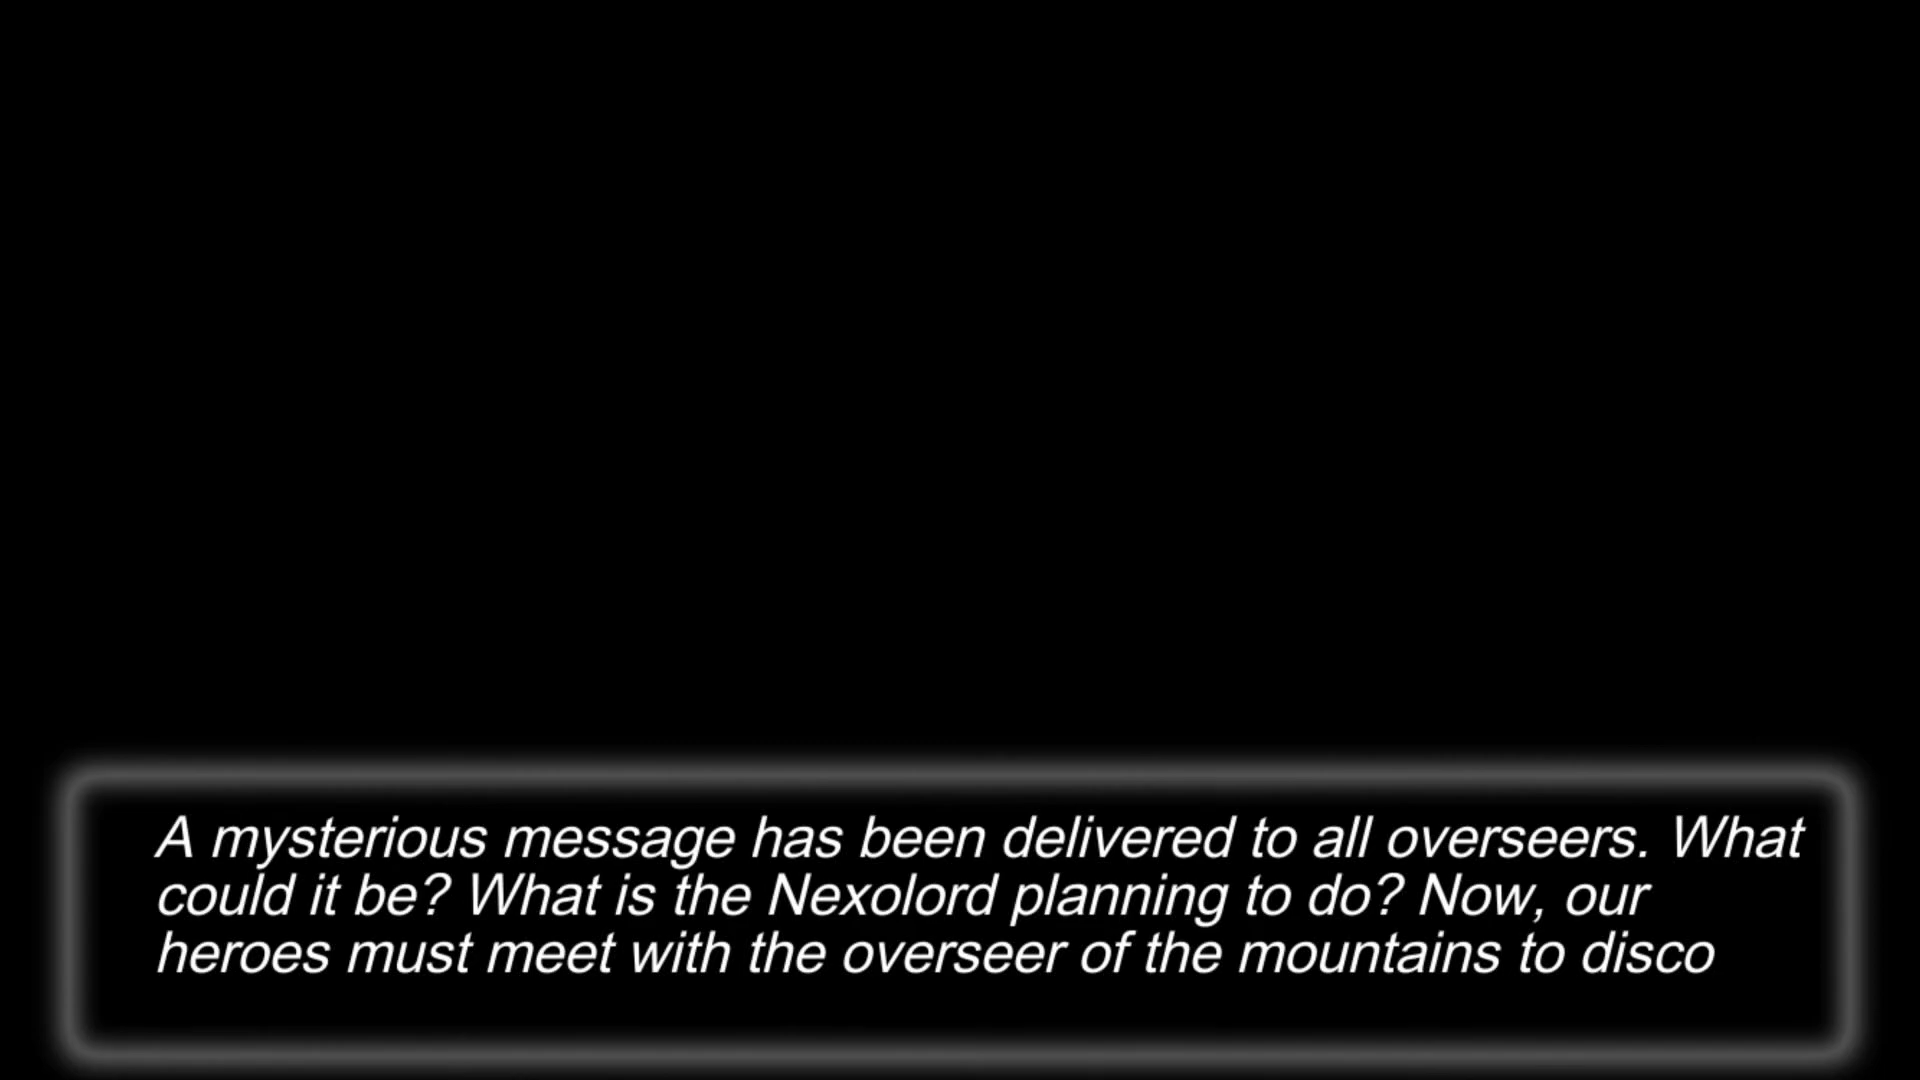 A mysterious message has been delivered to all overseers. What
could it be? What is the Nexolord planning to do? Now, our
heroes must meet with the overseer of the mountains to disco